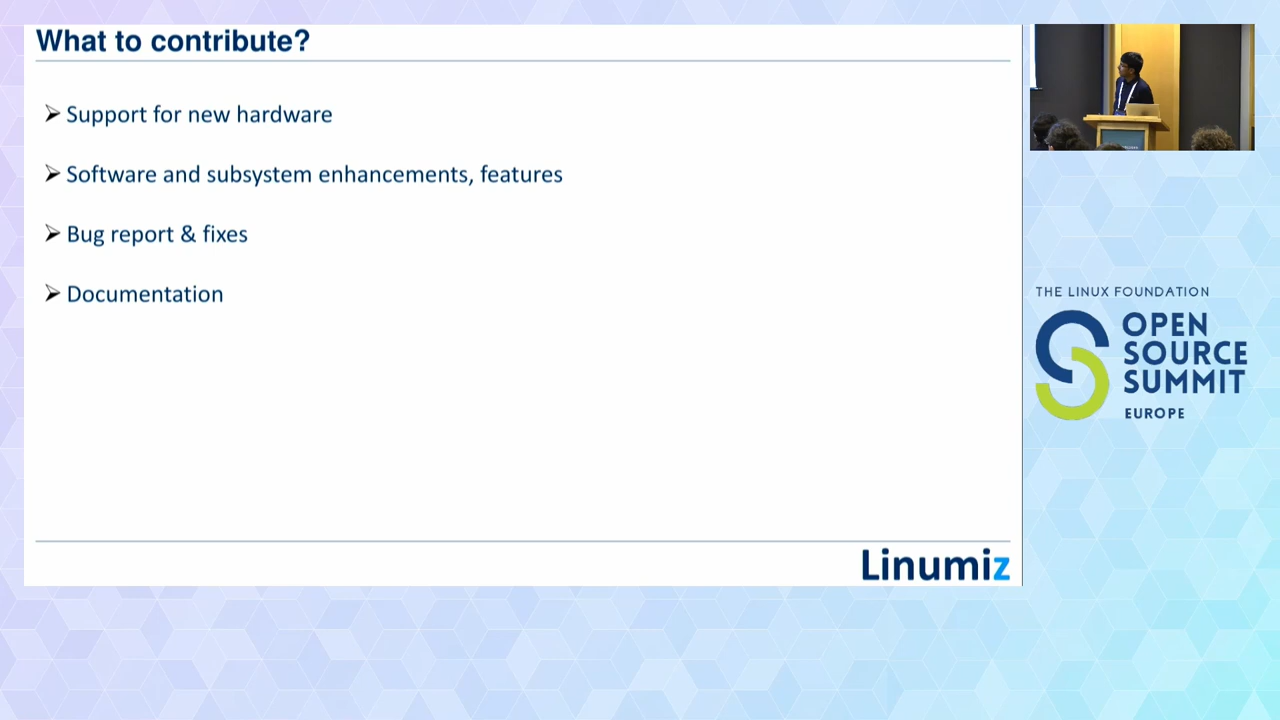 What to contribute?
Support for new hardware
Software and subsystem enhancements, features
Bug report & fixes
Documentation
Linumiz
THE LINUX FOUNDATION
OPEN
SOURCE
SUMMIT
EUROPE